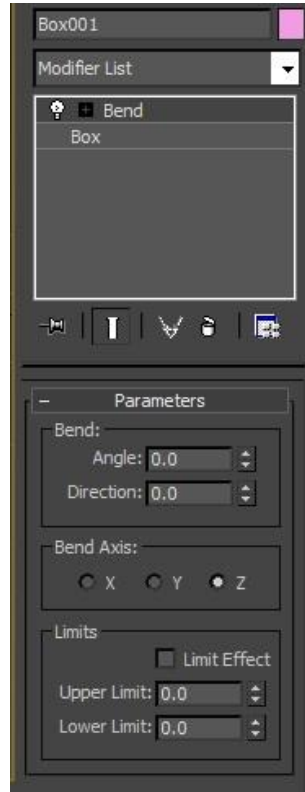 Box001
Modifier List
Bend
Box
Parameters
Bend:
Angle: 0.0
Direction: 0.0
Bend Axis:
X Y Z
Limits
Limit Effect
Upper Limit: 0.0
Lower Limit: 0.0